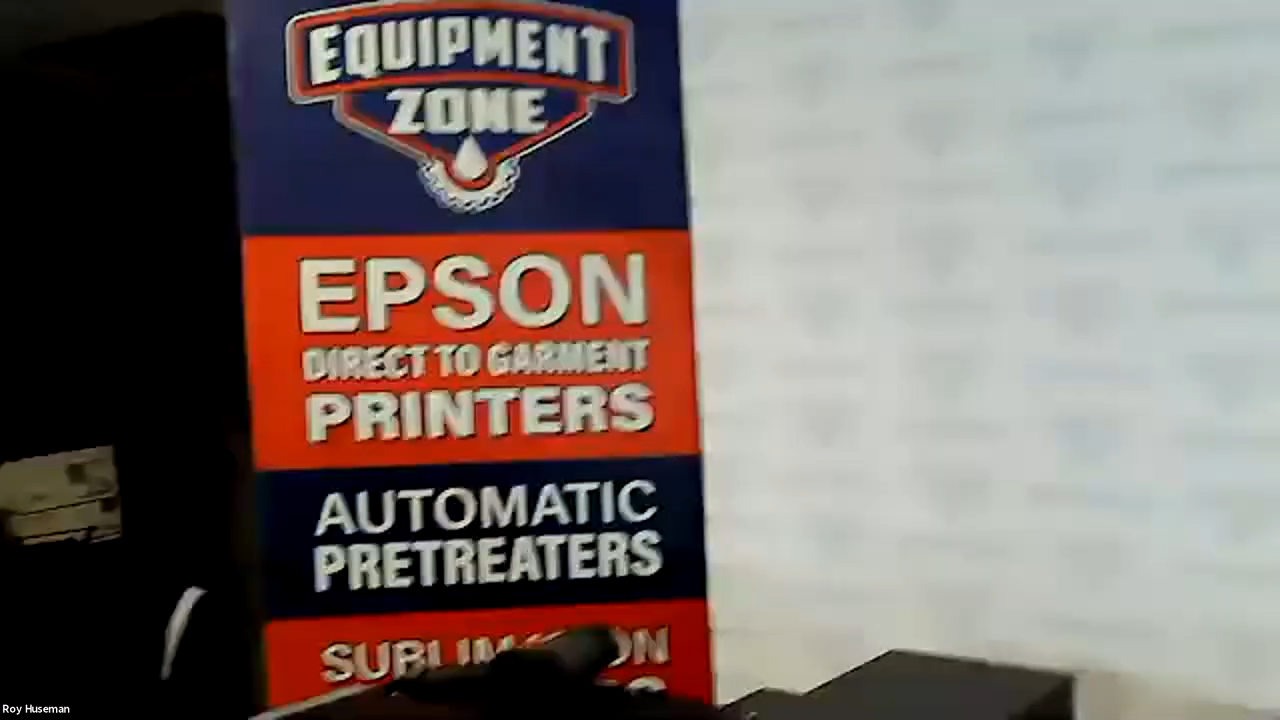 EQUIPMENT
ZONE
EPSON
DIRECT TO GARMENT
PRINTERS
AUTOMATIC
PRETREATERS
Roy Huseman